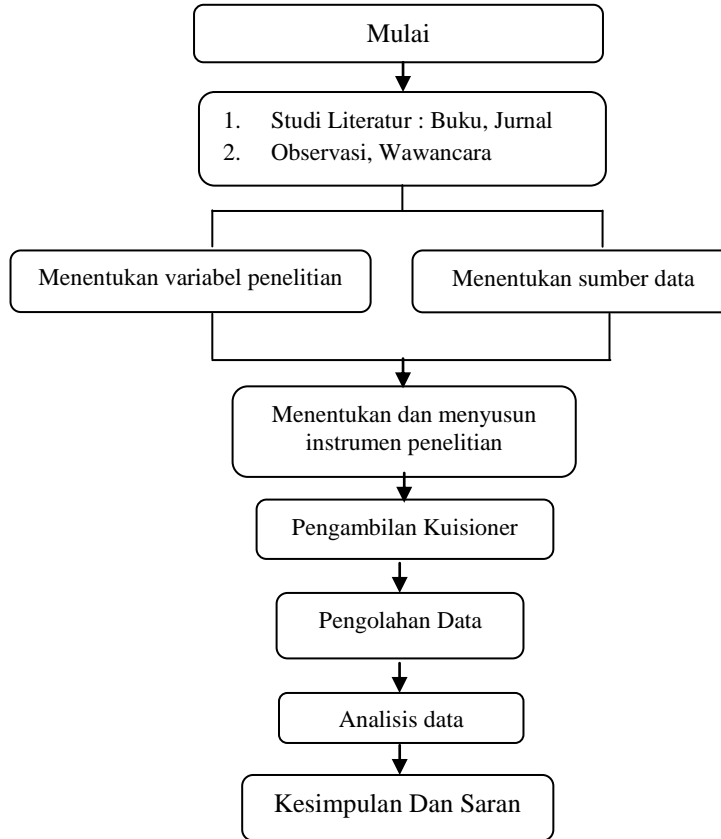 Mulai
1. Studi Literatur : Buku, Jurnal
2. Observasi, Wawancara
Menentukan variabel penelitian
Menentukan sumber data
Menentukan dan menyusun
instrumen penelitian
Pengambilan Kuisioner
Pengolahan Data
Analisis data
Kesimpulan Dan Saran